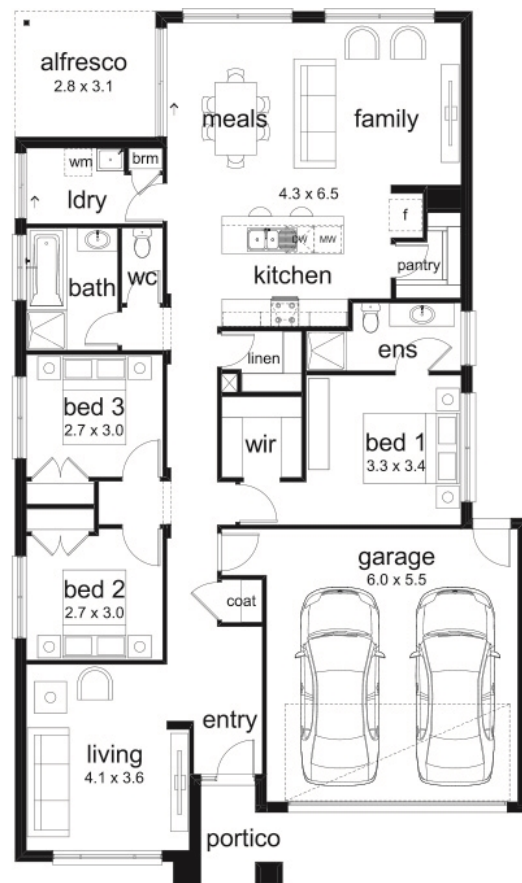 alfresco
2.8 x 3.1
meals
family
wm
brm
ldry
4.3 x 6.5
f
DW
MW
pantry
kitchen
bath
wc
linen
ens
bed 3
2.7 x 3.0
wir
bed 1
3.3 x 3.4
garage
6.0 x 5.5
bed 2
2.7 x 3.0
coat
entry
living
4.1 x 3.6
portico